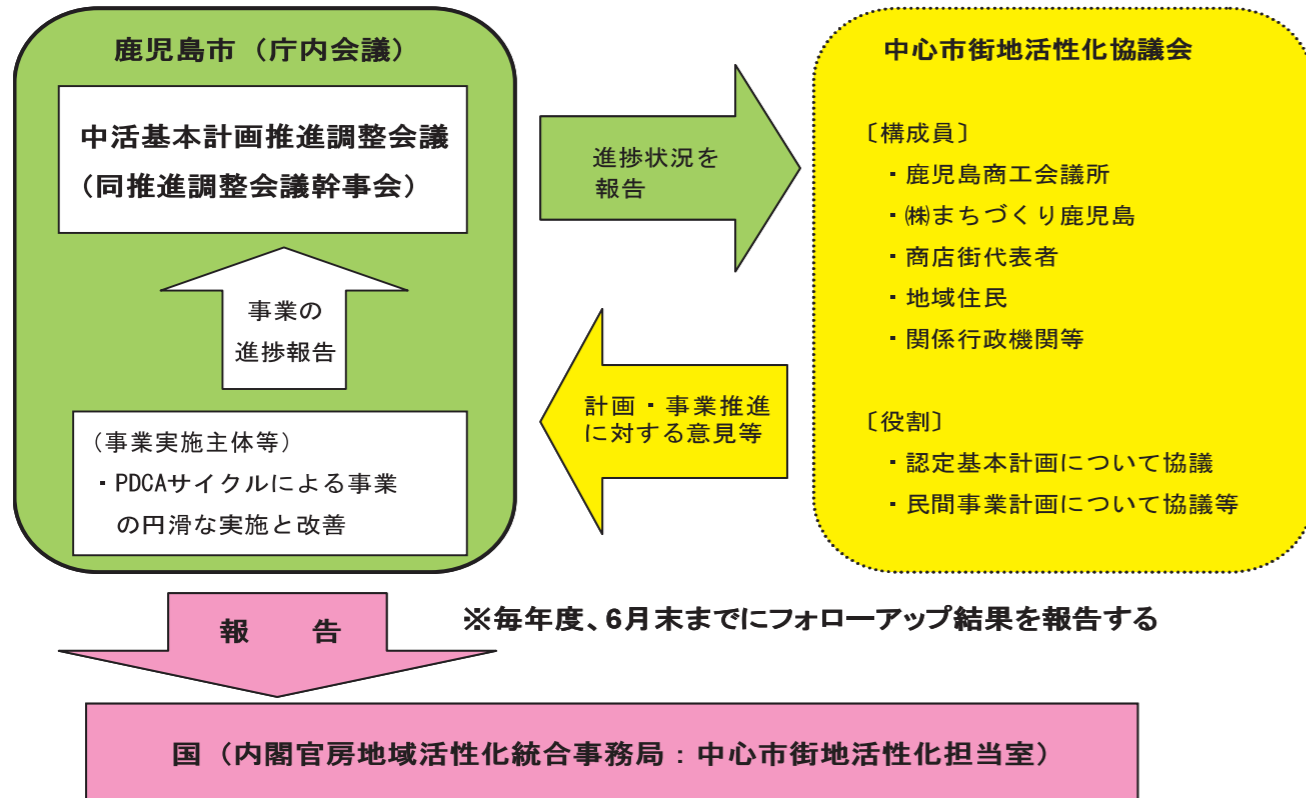 鹿児島市（庁内会議）
中活基本計画推進調整会議
（同推進調整会議幹事会）
事業の
進捗報告
（事業実施主体等）
・PDCAサイクルによる事業
の円滑な実施と改善
進捗状況を
報告
計画・事業推進
に対する意見等
中心市街地活性化協議会
〔構成員〕
・鹿児島商工会議所
・㈱まちづくり鹿児島
・商店街代表者
・地域住民
・関係行政機関等
〔役割〕
・認定基本計画について協議
・民間事業計画について協議等
報　告
※毎年度、6月末までにフォローアップ結果を報告する
国（内閣官房地域活性化統合事務局：中心市街地活性化担当室）